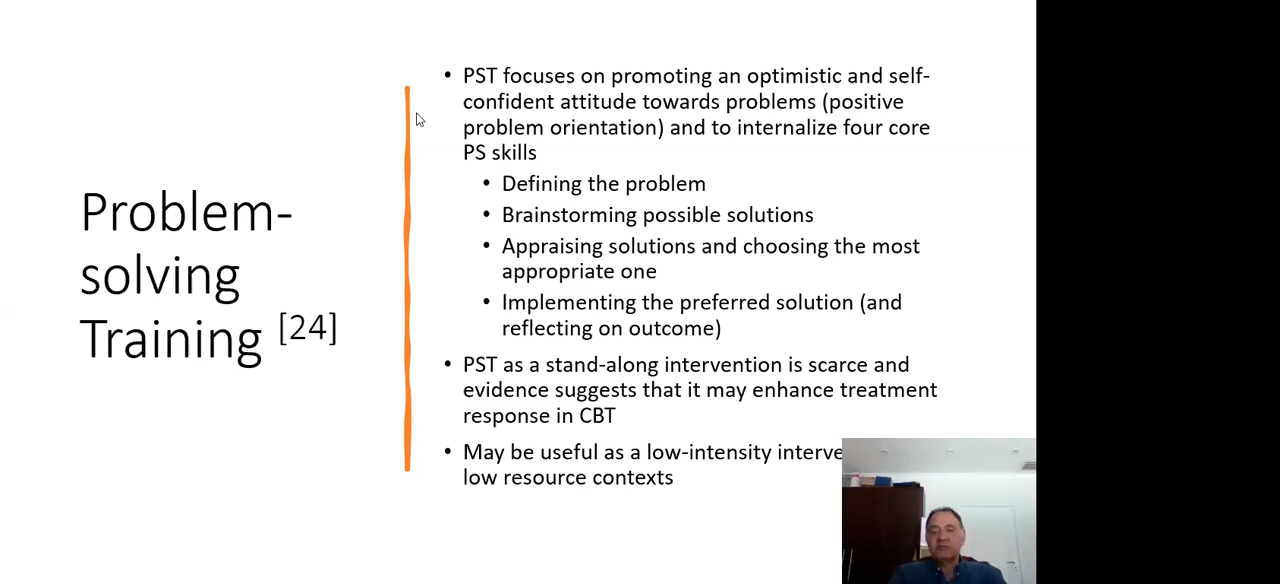 Problem-
solving
Training [24]
• PST focuses on promoting an optimistic and self-
confident attitude towards problems (positive
problem orientation) and to internalize four core
PS skills
• Defining the problem
• Brainstorming possible solutions
• Appraising solutions and choosing the most
appropriate one
• Implementing the preferred solution (and
reflecting on outcome)
• PST as a stand-along intervention is scarce and
evidence suggests that it may enhance treatment
response in CBT
• May be useful as a low-intensity
low resource contexts